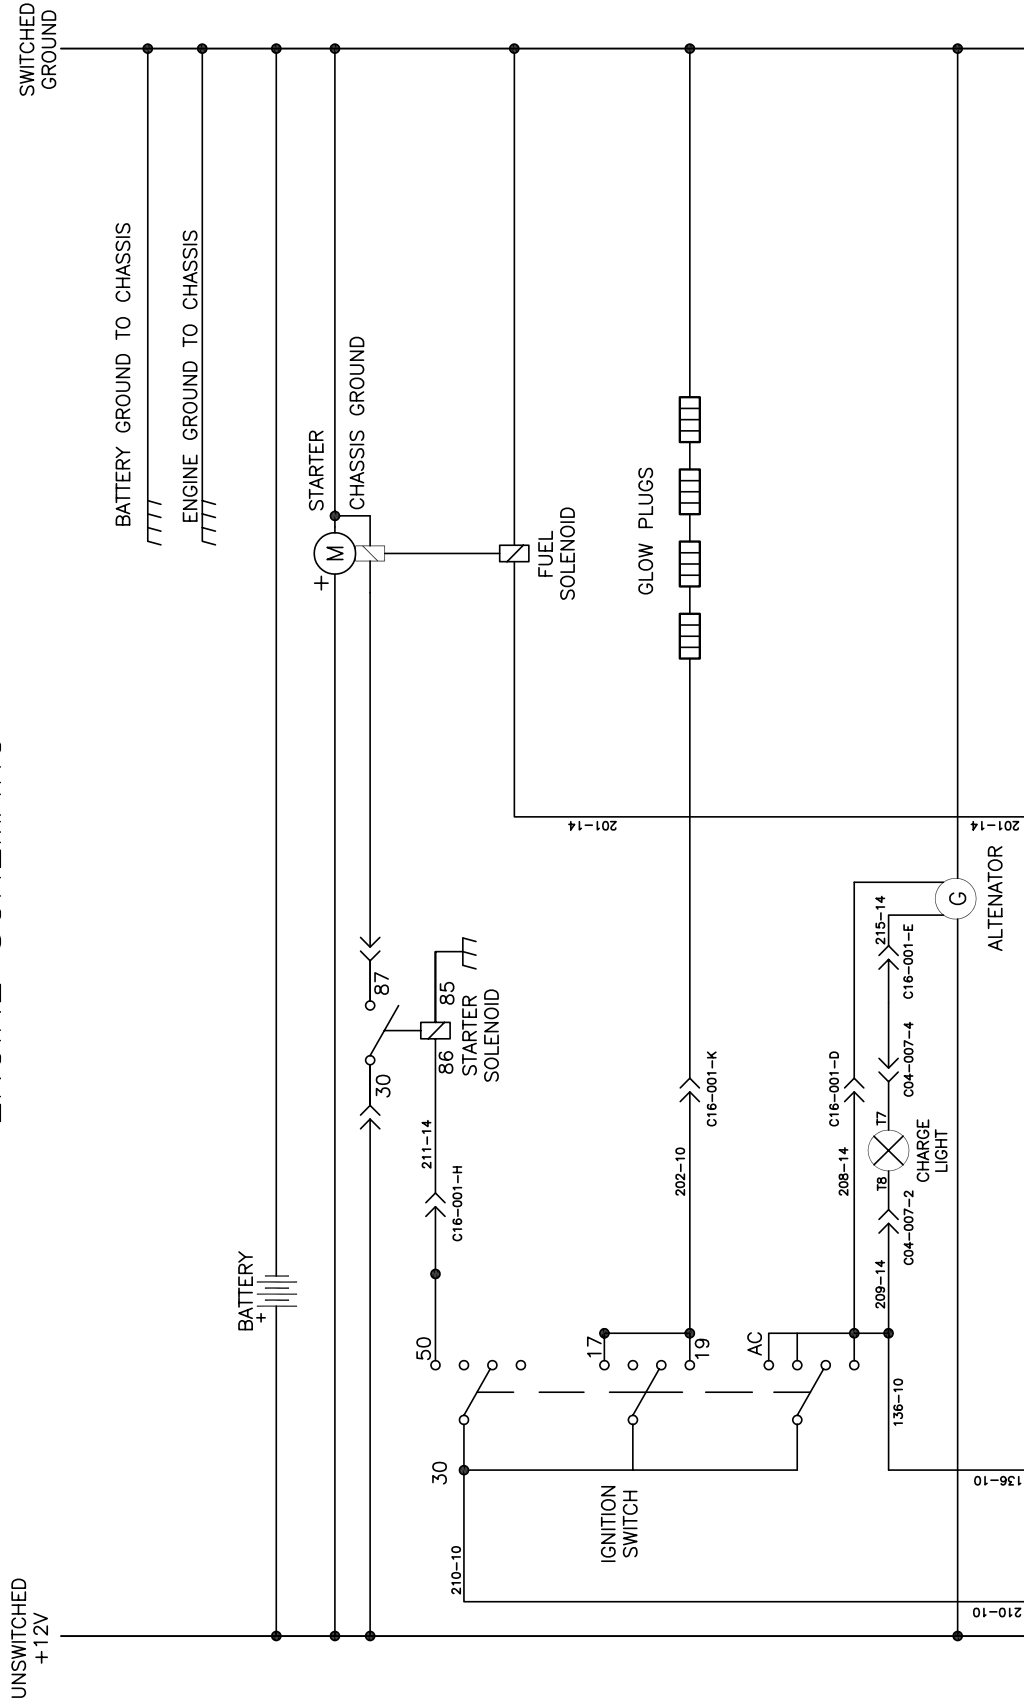 SWITCHED
GROUND
BATTERY GROUND TO CHASSIS
ENGINE GROUND TO CHASSIS
STARTER
CHASSIS GROUND
M
+
FUEL
SOLENOID
GLOW PLUGS
201-14
201-14
G
ALTENATOR
215-14
C16-001-E
87
85
STARTER
SOLENOID
86
30
211-14
C16-001-H
C16-001-K
202-10
C16-001-D
208-14
C04-007-4
T7
CHARGE
LIGHT
T8
C04-007-2
209-14
BATTERY
+
50
17
19
AC
136-10
136-10
30
IGNITION
SWITCH
210-10
210-10
UNSWITCHED
+12V